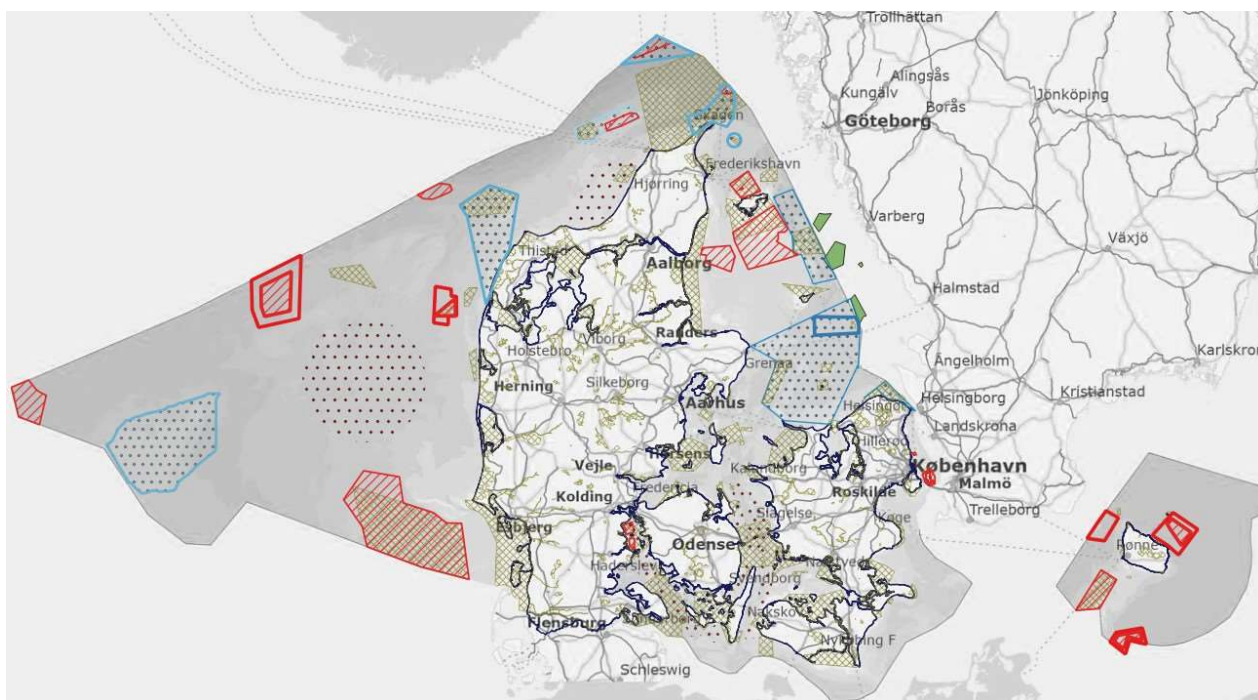 Trollhättan
Alingsås
Jönköping
Kungälv
Borås
Göteborg
Skagen
Frederikshavn
Hjørring
Varberg
Växjö
Thisted
Aalborg
Halmstad
Randers
Viborg
Holstebro
Grenaa
Ängelholm
Karlskron
Herning
Silkeborg
Kristianstad
Aarhus
Helsingør
Helsingborg
Landskrona
Hillerød
Horsens
Vejle
Kalundborg
København
Fredericia
Malmö
Kolding
Roskilde
Slagelse
Trelleborg
Esbjerg
Køge
Odense
Rønne
Haderslev
Næstved
Svendborg
Nakskov
Sønderborg
Flensburg
Nykøbing F
Schleswig